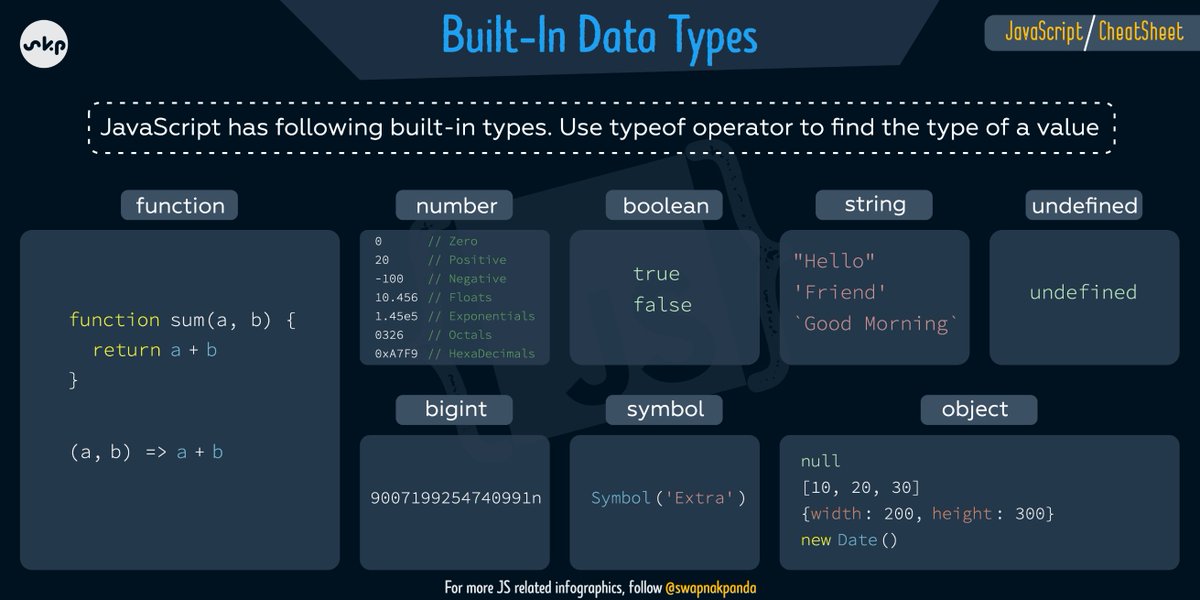 skp
Built-In Data Types
JavaScript/CheatSheet
JavaScript has following built-in types. Use typeof operator to find the type of a value
function
function sum(a, b) {
return a + b
}
(a, b) => a + b
number
0 // Zero
20 // Positive
-100 // Negative
10.456 // Floats
1.45e5 // Exponentials
0326 // Octals
0xA7F9 // HexaDecimals
boolean
true
false
string
"Hello"
'Friend'
`Good Morning`
undefined
undefined
bigint
9007199254740991n
symbol
Symbol('Extra')
object
null
[10, 20, 30]
{width: 200, height: 300}
new Date()
{JS}
For more JS related infographics, follow @swapnakpanda